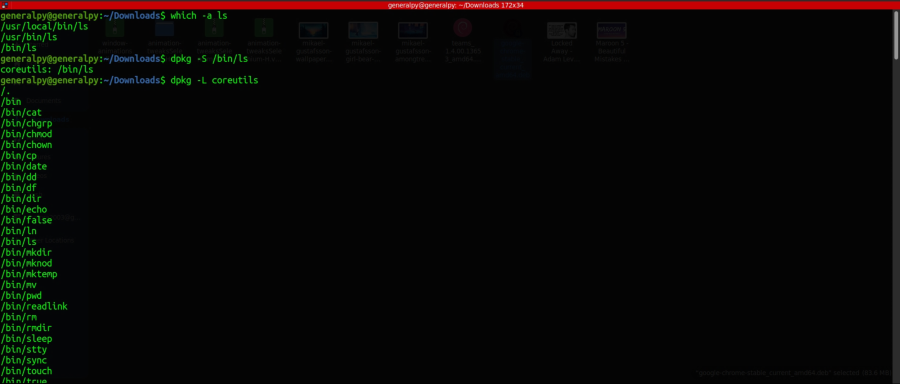 generalpy@generalpy: ~/Downloads 172x34
generalpy@generalpy:~/Downloads$ which -a ls
/usr/local/bin/ls
/usr/bin/ls
/bin/ls
generalpy@generalpy:~/Downloads$ dpkg -S /bin/ls
coreutils: /bin/ls
generalpy@generalpy:~/Downloads$ dpkg -L coreutils
/.
/bin
/bin/cat
/bin/chgrp
/bin/chmod
/bin/chown
/bin/cp
/bin/date
/bin/dd
/bin/df
/bin/dir
/bin/echo
/bin/false
/bin/ln
/bin/ls
/bin/mkdir
/bin/mknod
/bin/mktemp
/bin/mv
/bin/pwd
/bin/readlink
/bin/rm
/bin/rmdir
/bin/sleep
/bin/stty
/bin/sync
/bin/touch
/bin/true